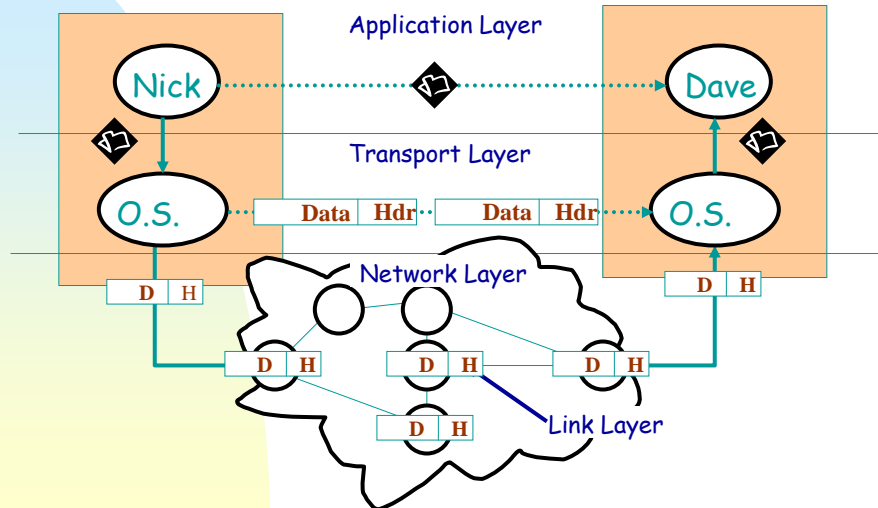 Application Layer
Nick
Dave
Transport Layer
O.S.
Data Hdr
Data Hdr
O.S.
Network Layer
D H
D H
D H
D H
D H
D H
Link Layer